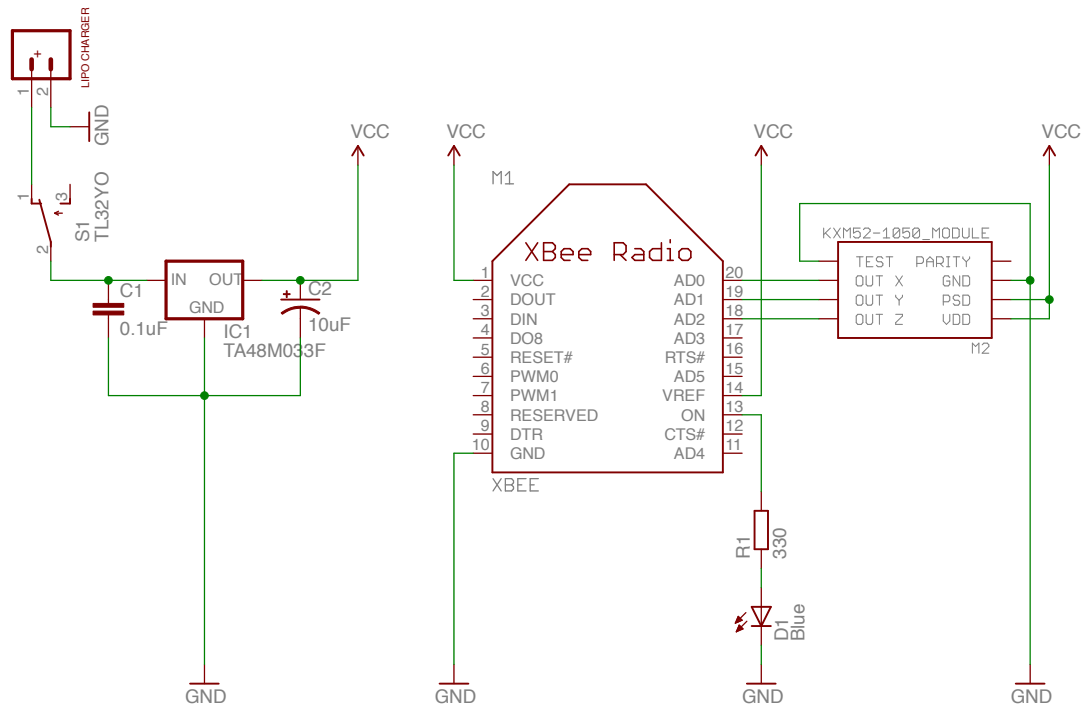 LIPO CHARGER
+
1
2
GND
1
3
2
S1
TL32YO
VCC
IN
OUT
GND
C1
0.1uF
IC1
TA48M033F
+
C2
10uF
GND
VCC
M1
XBee Radio
1 VCC
2 DOUT
3 DIN
4 DO8
5 RESET#
6 PWM0
7 PWM1
8 RESERVED
9 DTR
10 GND
AD0 20
AD1 19
AD2 18
AD3 17
RTS# 16
AD5 15
VREF 14
ON 13
CTS# 12
AD4 11
XBEE
GND
VCC
R1
330
D1
Blue
GND
VCC
KXM52-1050_MODULE
TEST PARITY
OUT X GND
OUT Y PSD
OUT Z VDD
M2
GND